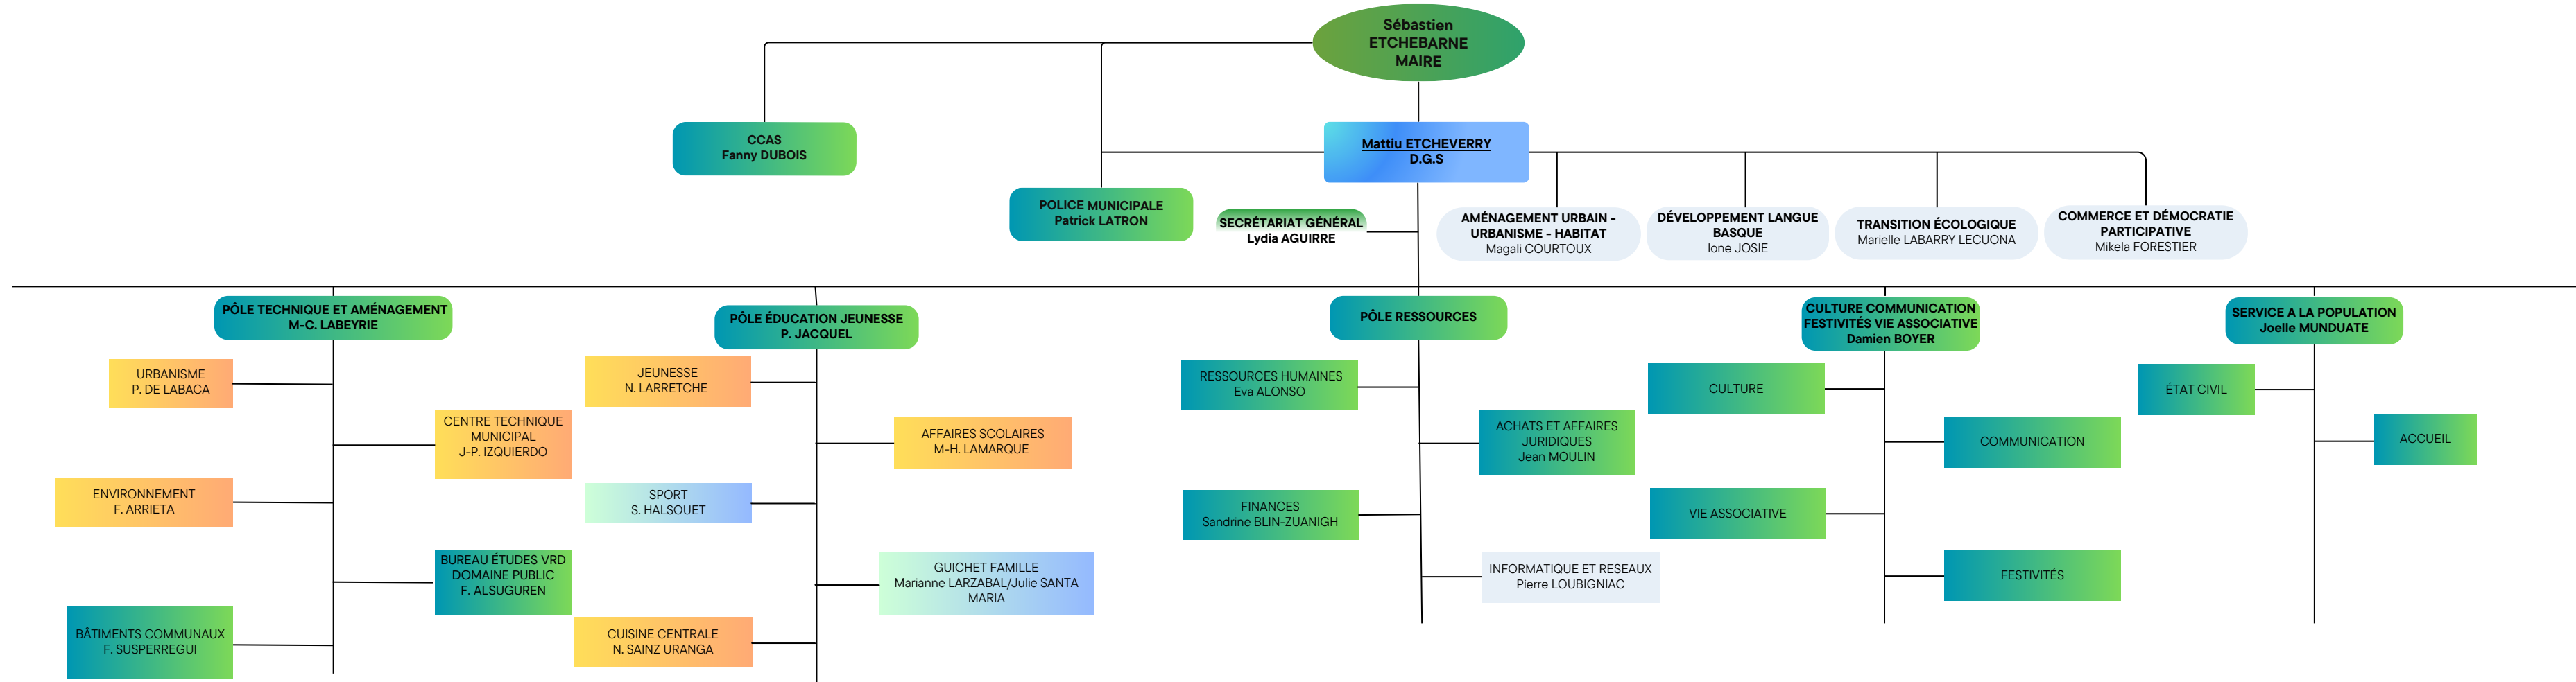 Sébastien
ETCHEBARNE
MAIRE
CCAS
Fanny DUBOIS
Mattiu ETCHEVERRY
D.G.S
POLICE MUNICIPALE
Patrick LATRON
SECRÉTARIAT GÉNÉRAL
Lydia AGUIRRE
AMÉNAGEMENT URBAIN -
URBANISME - HABITAT
Magali COURTOUX
DÉVELOPPEMENT LANGUE
BASQUE
Ione JOSIE
TRANSITION ÉCOLOGIQUE
Marielle LABARRY LECUONA
COMMERCE ET DÉMOCRATIE
PARTICIPATIVE
Mikela FORESTIER
PÔLE TECHNIQUE ET AMÉNAGEMENT
M-C. LABEYRIE
URBANISME
P. DE LABACA
CENTRE TECHNIQUE
MUNICIPAL
J-P. IZQUIERDO
ENVIRONNEMENT
F. ARRIETA
BUREAU ÉTUDES VRD
DOMAINE PUBLIC
F. ALSUGUREN
BÂTIMENTS COMMUNAUX
F. SUSPERREGUI
PÔLE ÉDUCATION JEUNESSE
P. JACQUEL
JEUNESSE
N. LARRETCHE
AFFAIRES SCOLAIRES
M-H. LAMARQUE
SPORT
S. HALSOUET
GUICHET FAMILLE
Marianne LARZABAL/Julie SANTA
MARIA
CUISINE CENTRALE
N. SAINZ URANGA
PÔLE RESSOURCES
RESSOURCES HUMAINES
Eva ALONSO
ACHATS ET AFFAIRES
JURIDIQUES
Jean MOULIN
FINANCES
Sandrine BLIN-ZUANIGH
INFORMATIQUE ET RESEAUX
Pierre LOUBIGNIAC
CULTURE COMMUNICATION
FESTIVITÉS VIE ASSOCIATIVE
Damien BOYER
CULTURE
COMMUNICATION
VIE ASSOCIATIVE
FESTIVITÉS
SERVICE A LA POPULATION
Joelle MUNDUATE
ÉTAT CIVIL
ACCUEIL